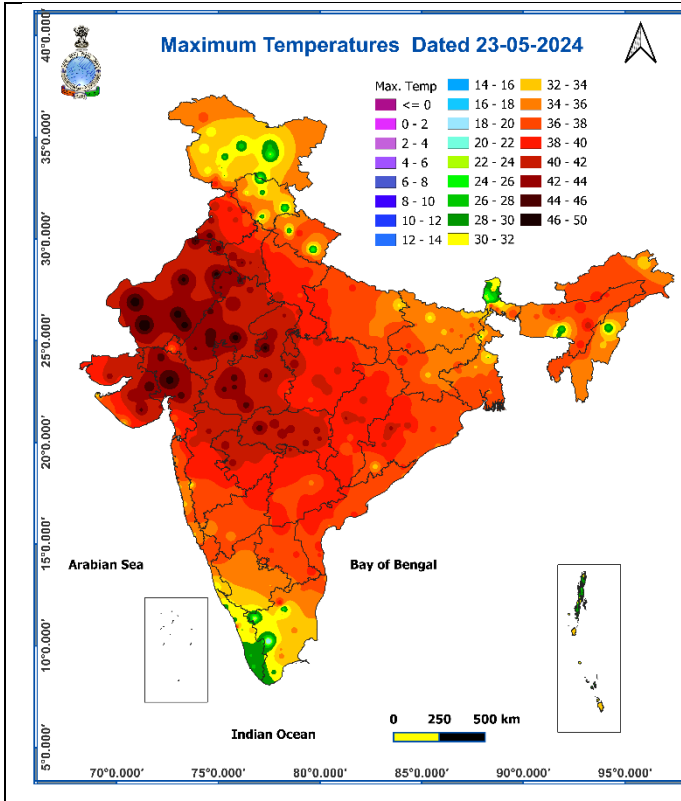 Maximum Temperatures Dated 23-05-2024
Max. Temp
<= 0
0 - 2
2 - 4
4 - 6
6 - 8
8 - 10
10 - 12
12 - 14
14 - 16
16 - 18
18 - 20
20 - 22
22 - 24
24 - 26
26 - 28
28 - 30
30 - 32
32 - 34
34 - 36
36 - 38
38 - 40
40 - 42
42 - 44
44 - 46
46 - 50
40°0.000'
35°0.000'
30°0.000'
25°0.000'
20°0.000'
15°0.000'
10°0.000'
5°0.000'
Arabian Sea
Bay of Bengal
Indian Ocean
0 250 500 km
70°0.000' 75°0.000' 80°0.000' 85°0.000' 90°0.000' 95°0.000'